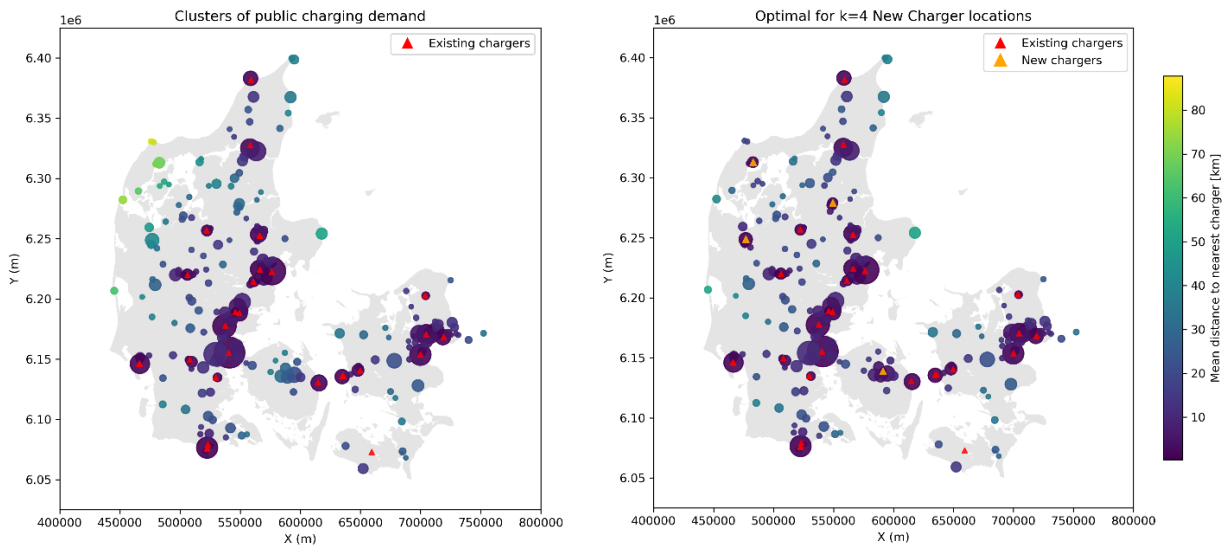 Clusters of public charging demand
1e6
Existing chargers
6.40
6.35
6.30
6.25
6.20
6.15
6.10
6.05
Y (m)
400000 450000 500000 550000 600000 650000 700000 750000 800000
X (m)
Optimal for k=4 New Charger locations
1e6
Existing chargers
New chargers
6.40
6.35
6.30
6.25
6.20
6.15
6.10
6.05
Y (m)
400000 450000 500000 550000 600000 650000 700000 750000 800000
X (m)
80
70
60
50
40
30
20
10
Mean distance to nearest charger [km]